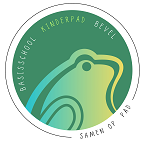 BASISSCHOOL KINDERPAD BEVEL
SAMEN OP PAD